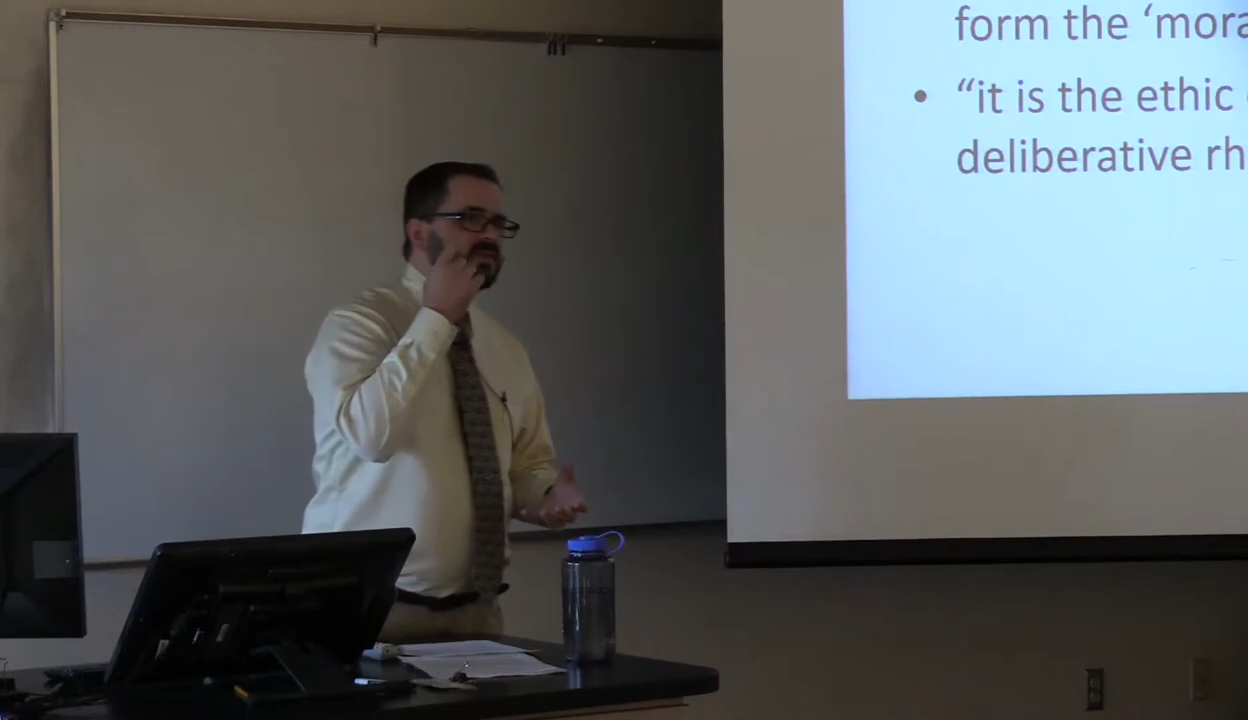 form the ‘mora
• “it is the ethic
deliberative rh